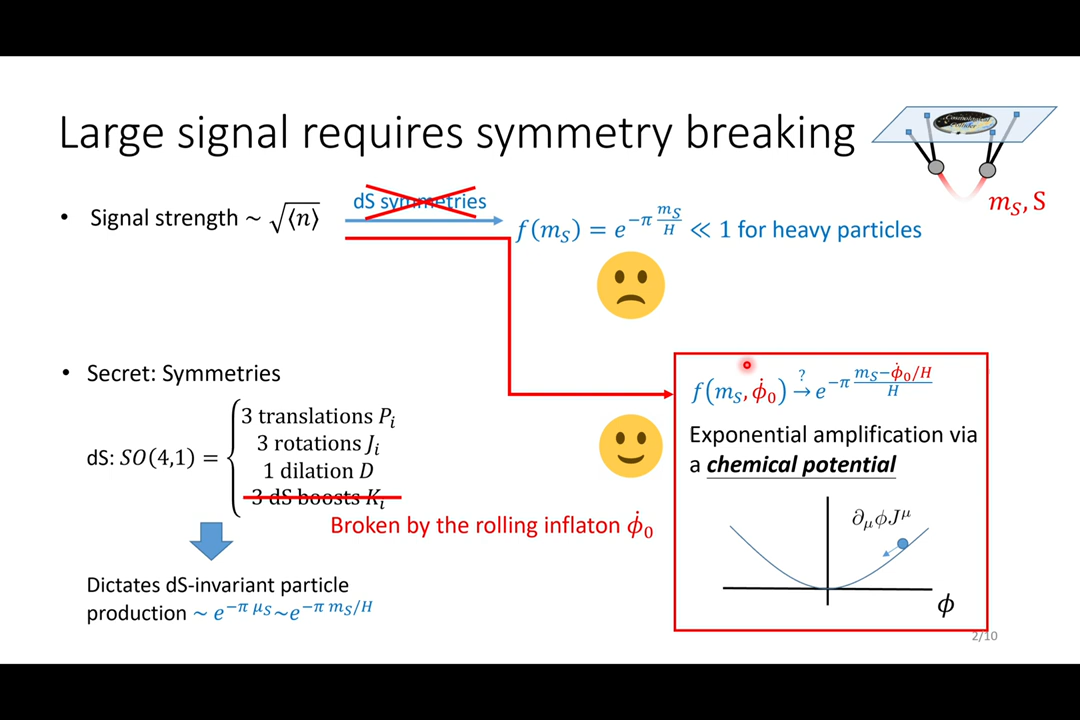 Large signal requires symmetry breaking
Cosmological Collider
m_S, S
• Signal strength ~ √⟨n⟩
dS symmetries
f(m_S) = e^{−π m_S/H} ≪ 1 for heavy particles
• Secret: Symmetries
dS: SO(4,1) = {
3 translations P_i
3 rotations J_i
1 dilation D
3 dS boosts K_i
Broken by the rolling inflaton ϕ̇_0
Dictates dS-invariant particle
production ~ e^{−π μ_S} ~ e^{−π m_S/H}
f(m_S, ϕ̇_0) →^? e^{−π (m_S−ϕ̇_0/H)/H}
Exponential amplification via
a chemical potential
∂_μϕJ^μ
ϕ
2/10